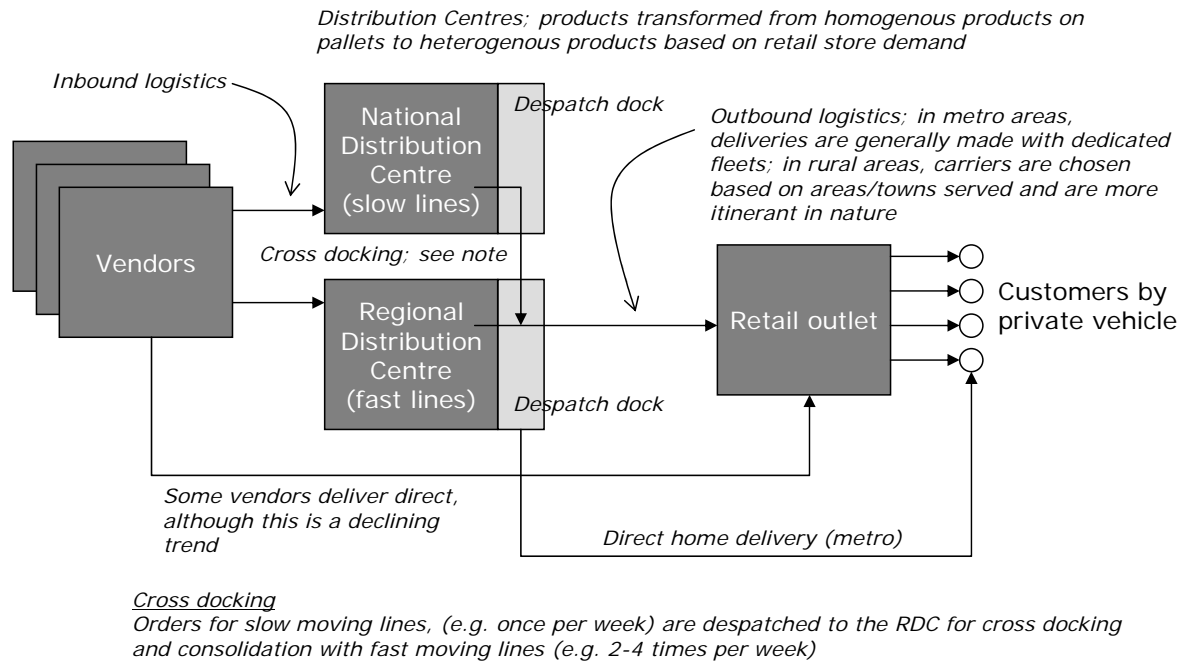 Distribution Centres; products transformed from homogenous products on
pallets to heterogenous products based on retail store demand
Inbound logistics
National
Distribution
Centre
(slow lines)
Despatch dock
Outbound logistics; in metro areas,
deliveries are generally made with dedicated
fleets; in rural areas, carriers are chosen
based on areas/towns served and are more
itinerant in nature
Vendors
Cross docking; see note
Regional
Distribution
Centre
(fast lines)
Despatch dock
Retail outlet
Customers by
private vehicle
Some vendors deliver direct,
although this is a declining
trend
Direct home delivery (metro)
Cross docking
Orders for slow moving lines, (e.g. once per week) are despatched to the RDC for cross docking
and consolidation with fast moving lines (e.g. 2-4 times per week)